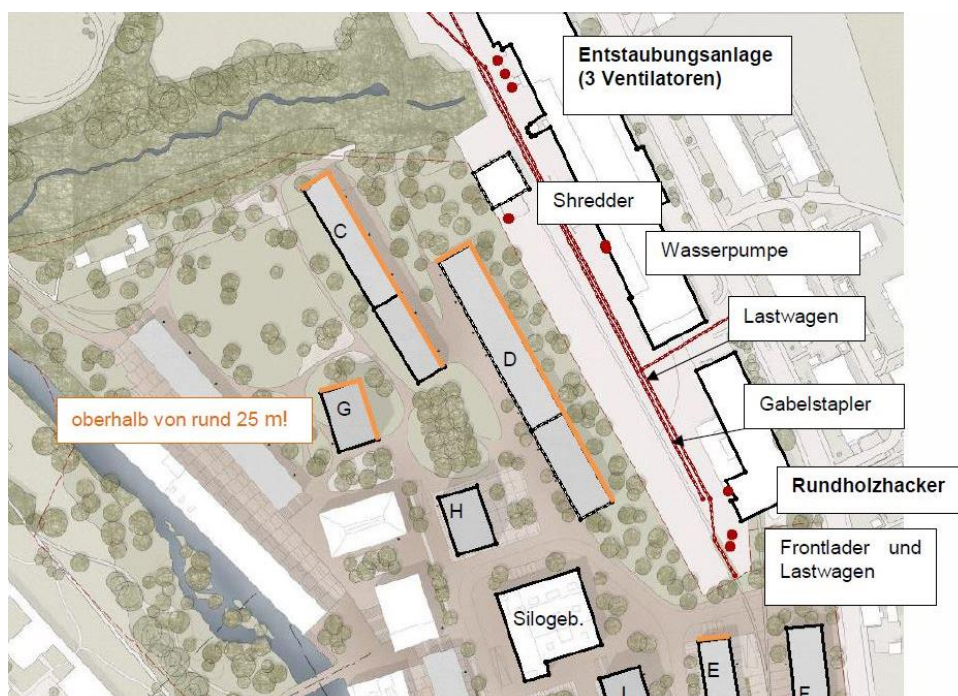 Entstaubungsanlage
(3 Ventilatoren)
Shredder
Wasserpumpe
Lastwagen
Gabelstapler
Rundholzhacker
Frontlader und
Lastwagen
C
D
oberhalb von rund 25 m!
G
H
Silogeb.
E
F
I